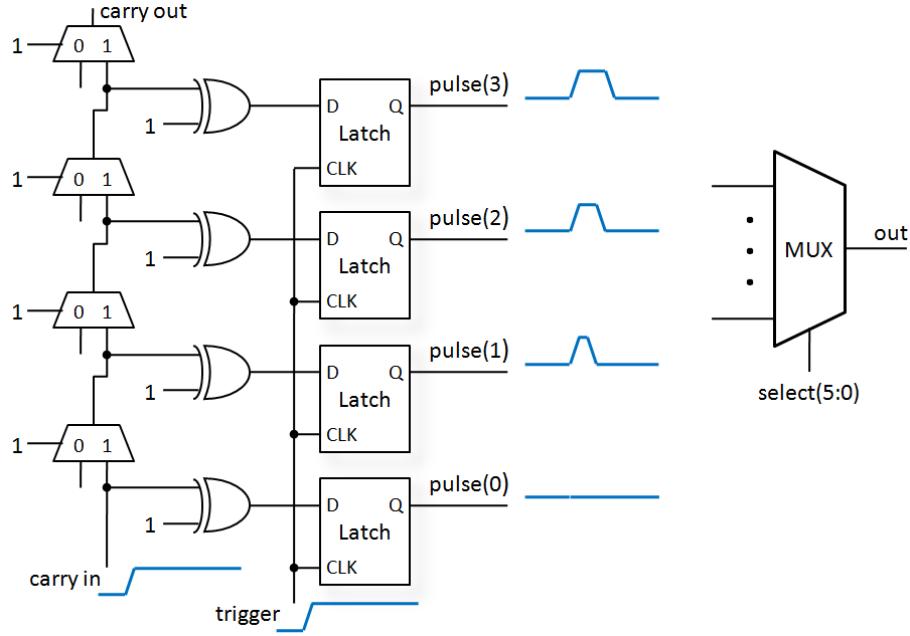 carry out
1 0 1
pulse(3)
D Q
Latch
1
CLK
1 0 1
pulse(2)
D Q
Latch
1
CLK
MUX
out
1 0 1
pulse(1)
D Q
Latch
1
CLK
select(5:0)
1 0 1
pulse(0)
D Q
Latch
1
CLK
carry in
trigger